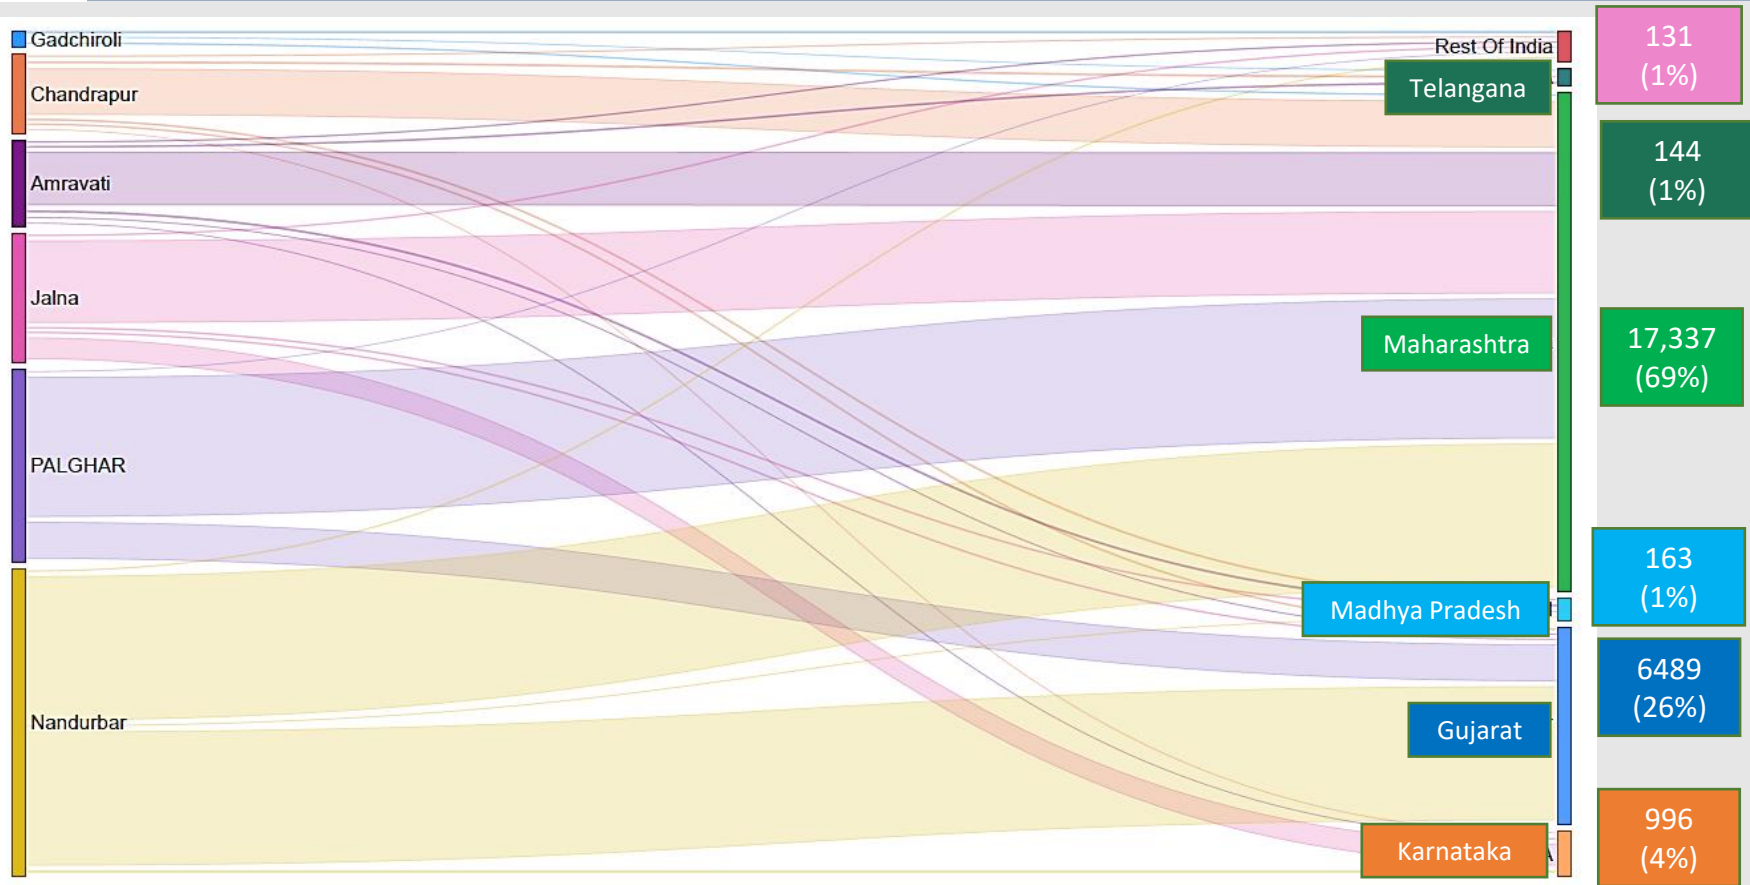 Gadchiroli
Chandrapur
Amravati
Jalna
PALGHAR
Nandurbar
Rest Of India
Telangana
Maharashtra
Madhya Pradesh
Gujarat
Karnataka
A
131
(1%)
144
(1%)
17,337
(69%)
163
(1%)
6489
(26%)
996
(4%)